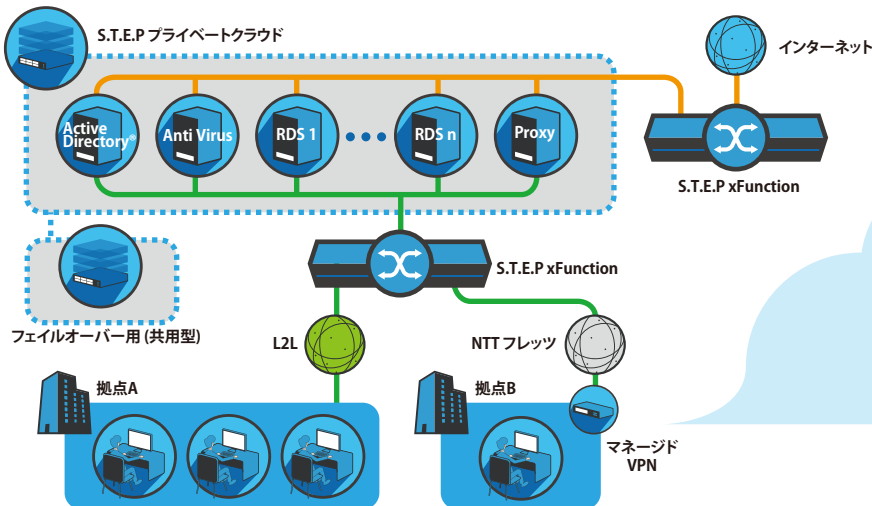 S.T.E.P プライベートクラウド
インターネット
Active
Directory®
Anti Virus
RDS 1
RDS n
Proxy
S.T.E.P xFunction
S.T.E.P xFunction
フェイルオーバー用 (共用型)
L2L
NTT フレッツ
拠点A
拠点B
マネージド
VPN